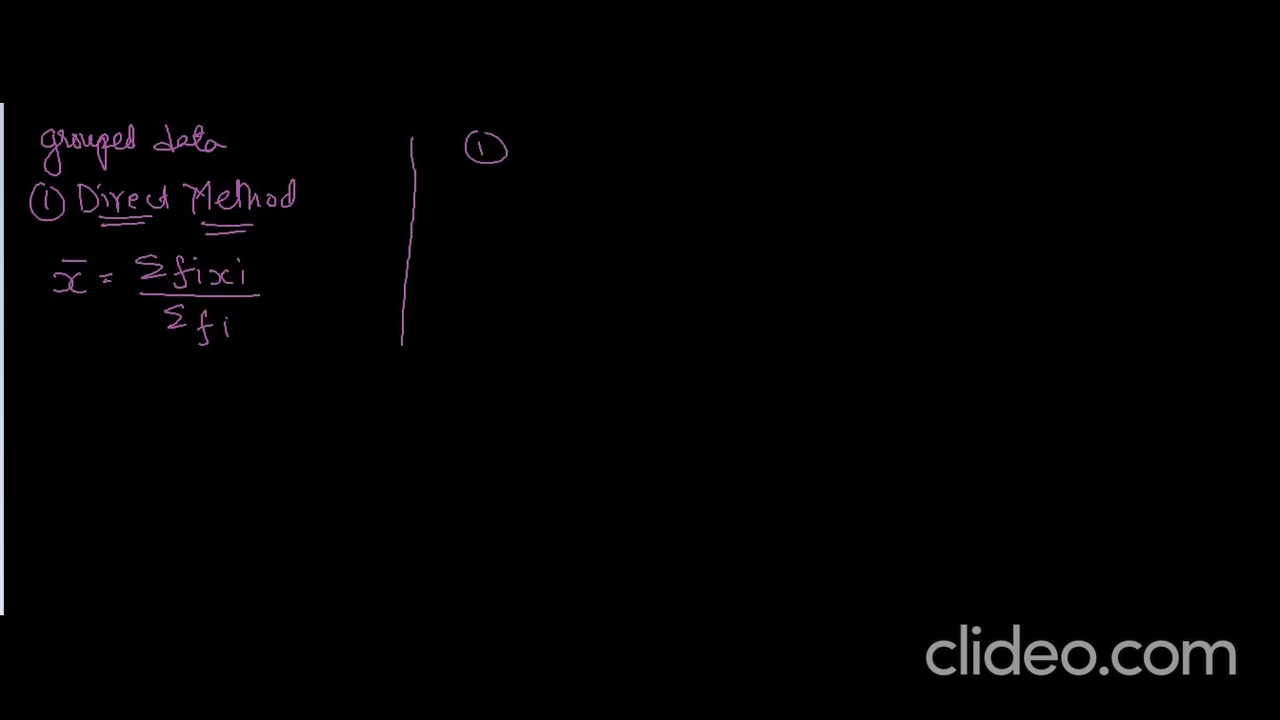 grouped data
① Direct Method
x̄ = Σfixi / Σfi
①
clideo.com